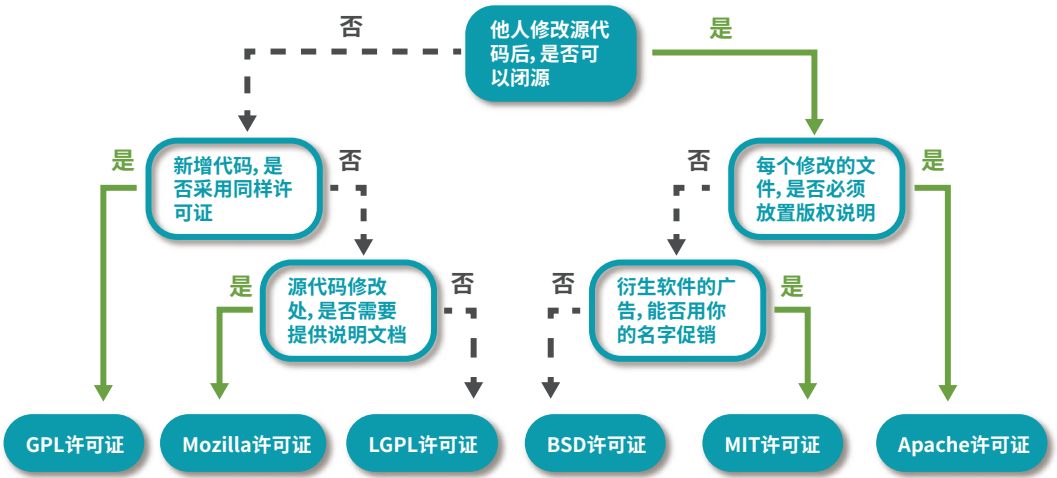 否
他人修改源代
码后, 是否可
以闭源
是
是
新增代码, 是
否采用同样许
可证
否
否
每个修改的文
件, 是否必须
放置版权说明
是
是
源代码修改
处, 是否需要
提供说明文档
否
否
衍生软件的广
告, 能否用你
的名字促销
是
GPL许可证
Mozilla许可证
LGPL许可证
BSD许可证
MIT许可证
Apache许可证